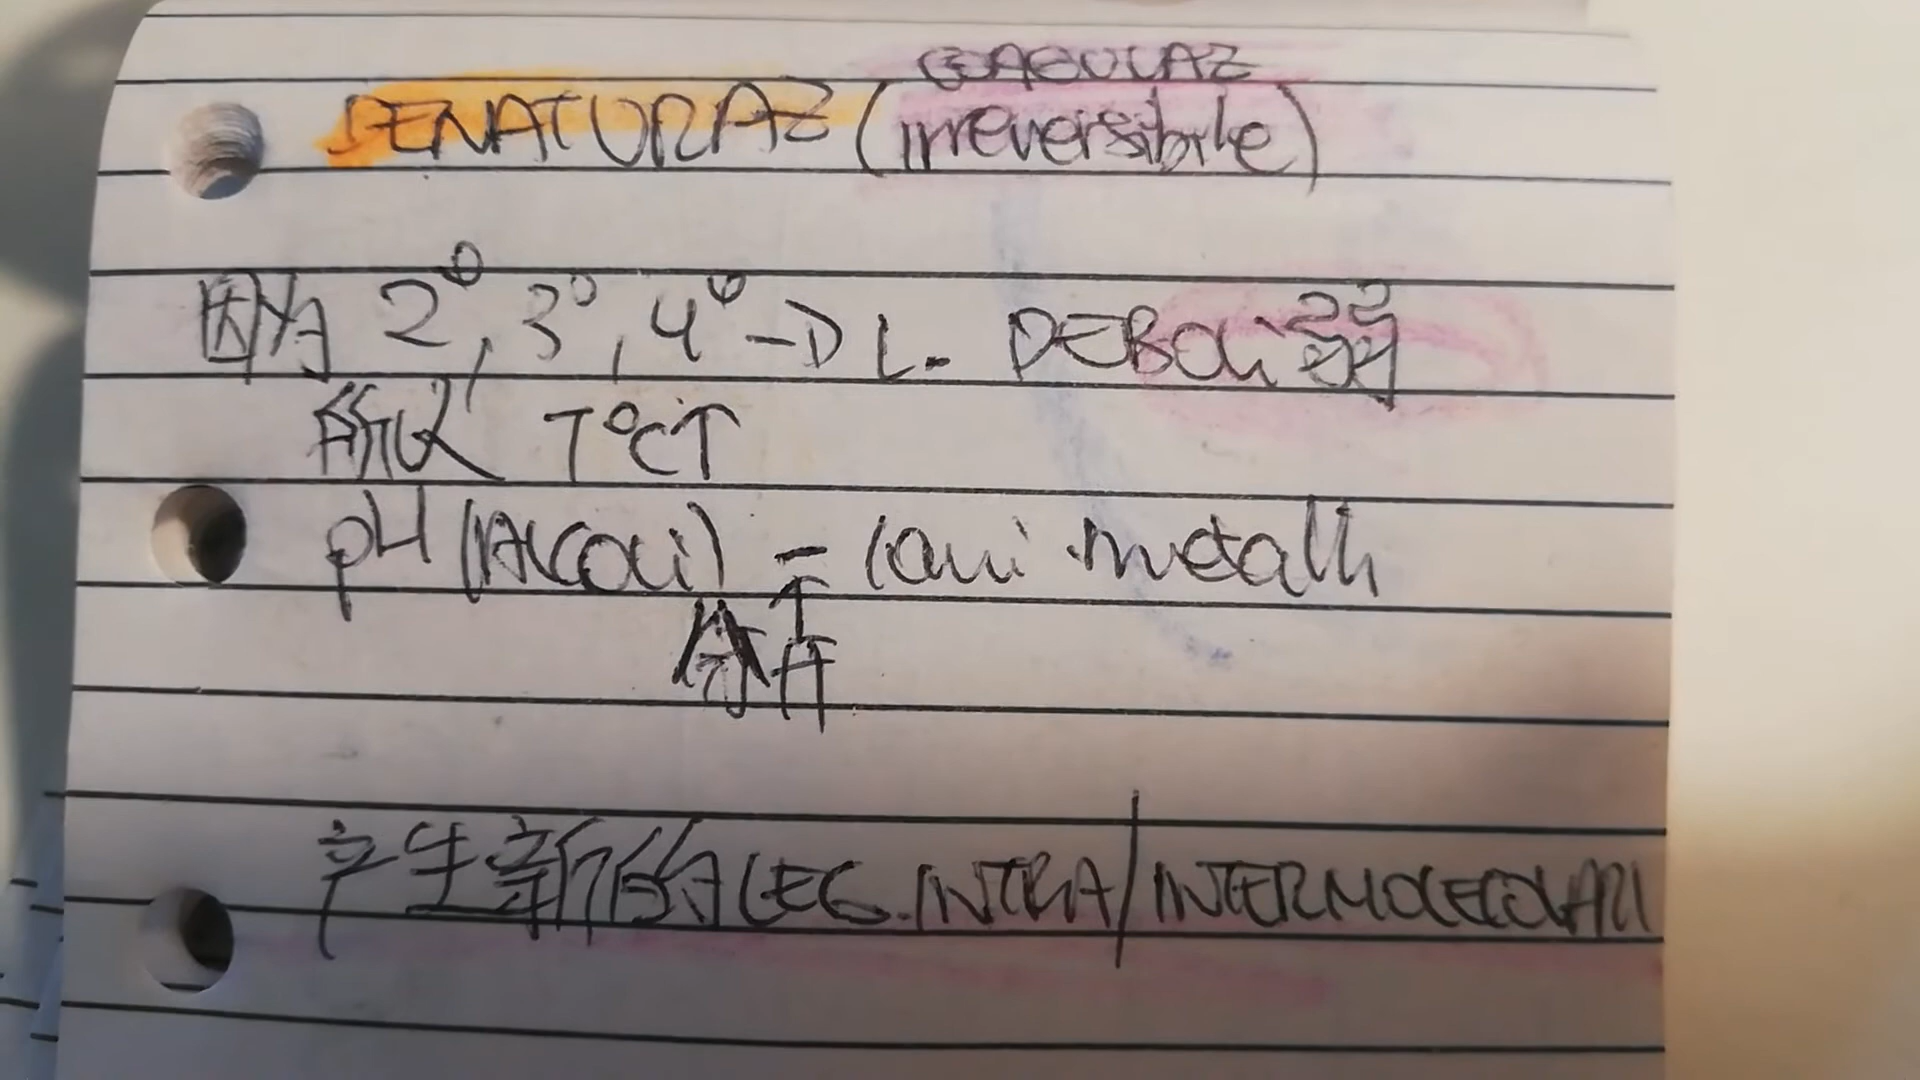 COAGULAZ
DENATURAZ (irreversibile)
因为 2°, 3°, 4° → L. DEBOLI 弱
所以 T°C↑
pH (Alcoli) - ioni metalli
↑
分开
产生新的 LEG. INTRA/INTERMOLECOLARI